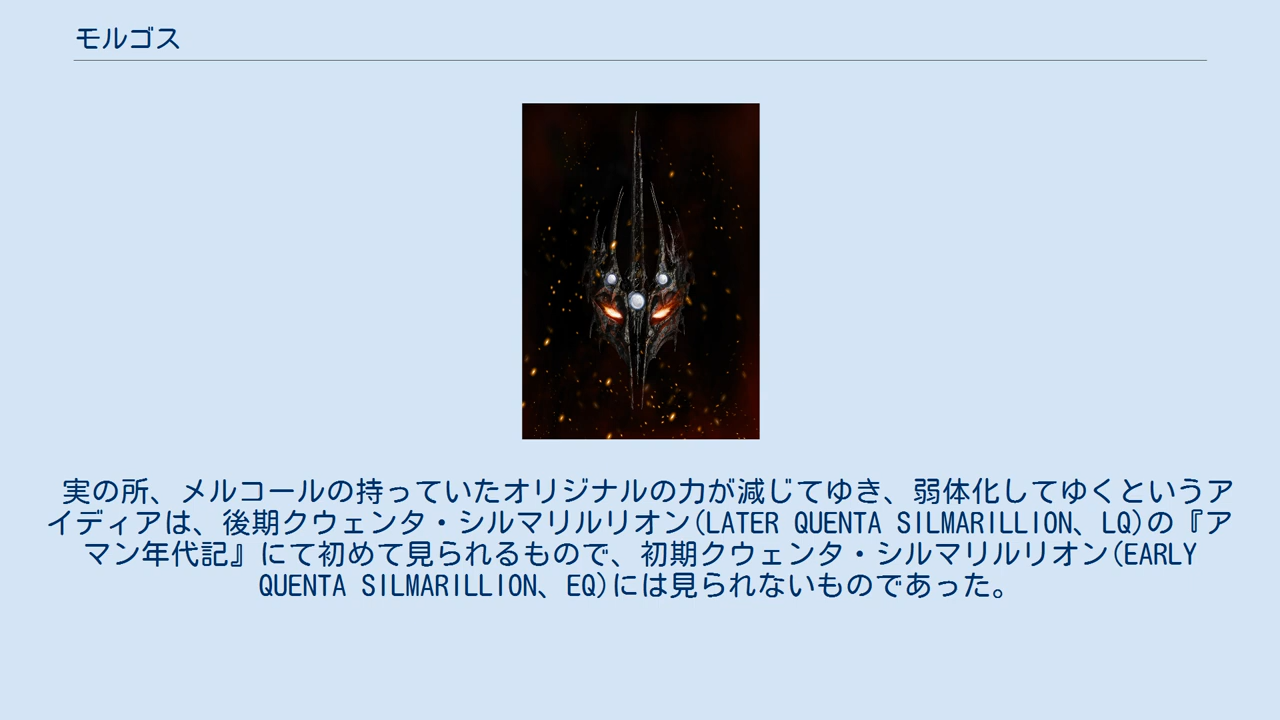 モルゴス
実の所、メルコールの持っていたオリジナルの力が減じてゆき、弱体化してゆくというア
イディアは、後期クウェンタ・シルマリルリオン(LATER QUENTA SILMARILLION、LQ)の『ア
マン年代記』にて初めて見られるもので、初期クウェンタ・シルマリルリオン(EARLY
QUENTA SILMARILLION、EQ)には見られないものであった。